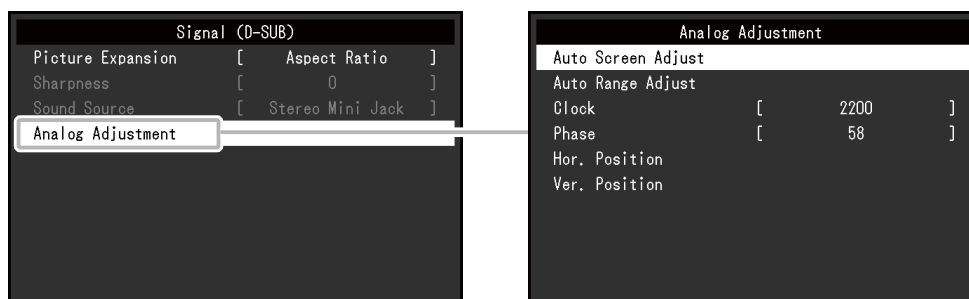 Signal (D-SUB)
Picture Expansion [ Aspect Ratio ]
Sharpness [ 0 ]
Sound Source [ Stereo Mini Jack ]
Analog Adjustment
Analog Adjustment
Auto Screen Adjust
Auto Range Adjust
Clock [ 2200 ]
Phase [ 58 ]
Hor. Position
Ver. Position